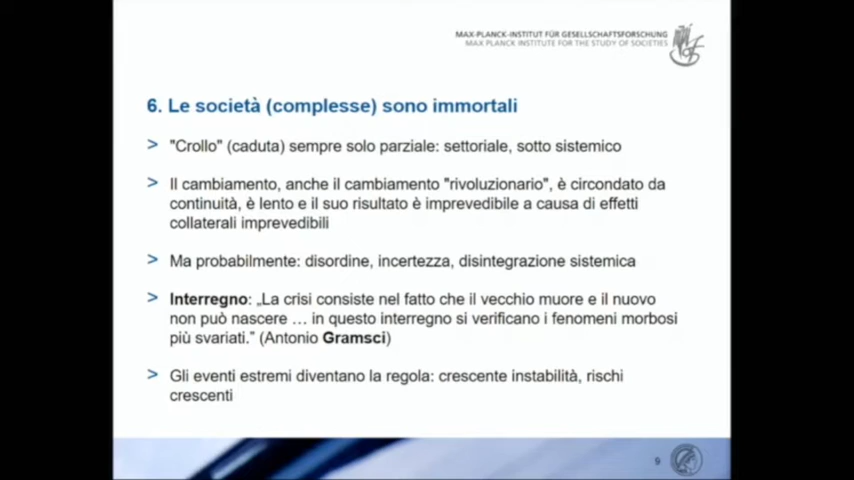 MAX-PLANCK-INSTITUT FÜR GESELLSCHAFTSFORSCHUNG
MAX PLANCK INSTITUTE FOR THE STUDY OF SOCIETIES
6. Le società (complesse) sono immortali
> "Crollo" (caduta) sempre solo parziale: settoriale, sotto sistemico
> Il cambiamento, anche il cambiamento "rivoluzionario", è circondato da
continuità, è lento e il suo risultato è imprevedibile a causa di effetti
collaterali imprevedibili
> Ma probabilmente: disordine, incertezza, disintegrazione sistemica
> Interregno: „La crisi consiste nel fatto che il vecchio muore e il nuovo
non può nascere … in questo interregno si verificano i fenomeni morbosi
più svariati.” (Antonio Gramsci)
> Gli eventi estremi diventano la regola: crescente instabilità, rischi
crescenti
9